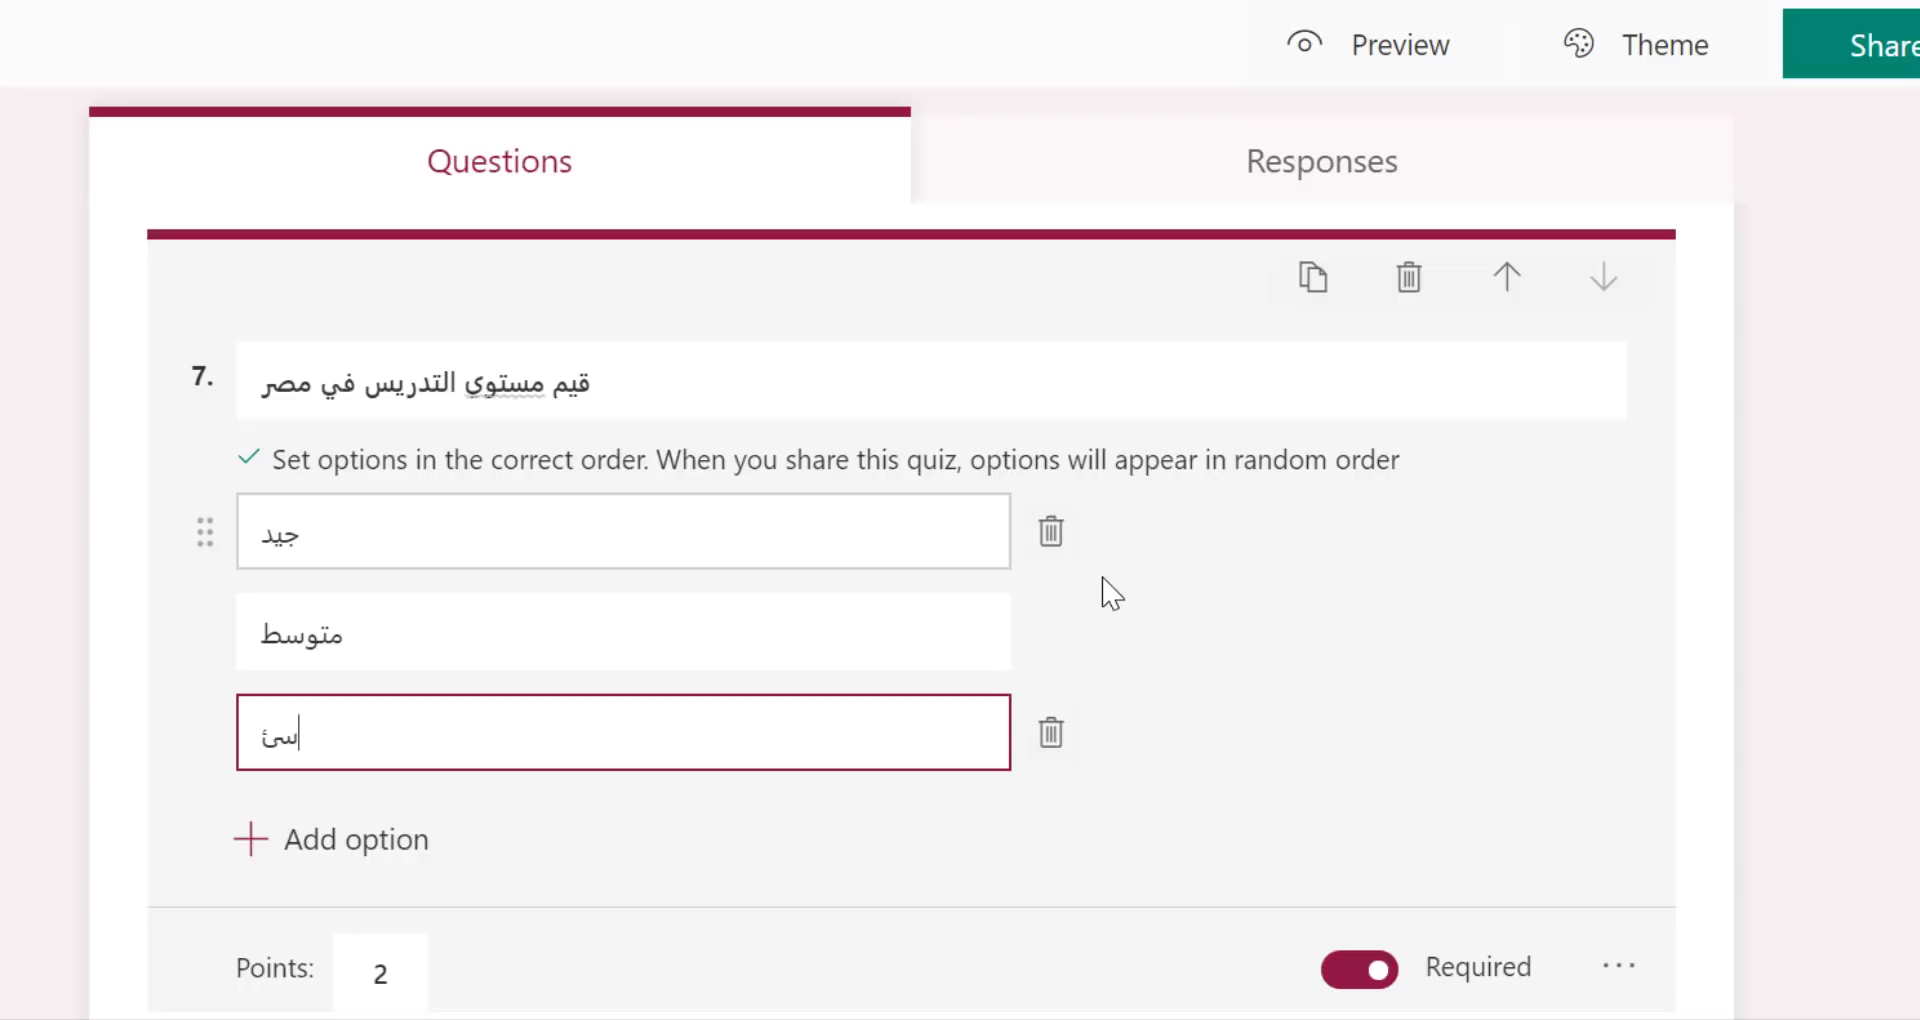 Preview
Theme
Share
Questions
Responses
7.
قيم مستوي التدريس في مصر
Set options in the correct order. When you share this quiz, options will appear in random order
جيد
متوسط
سئ
Add option
Points:
2
Required